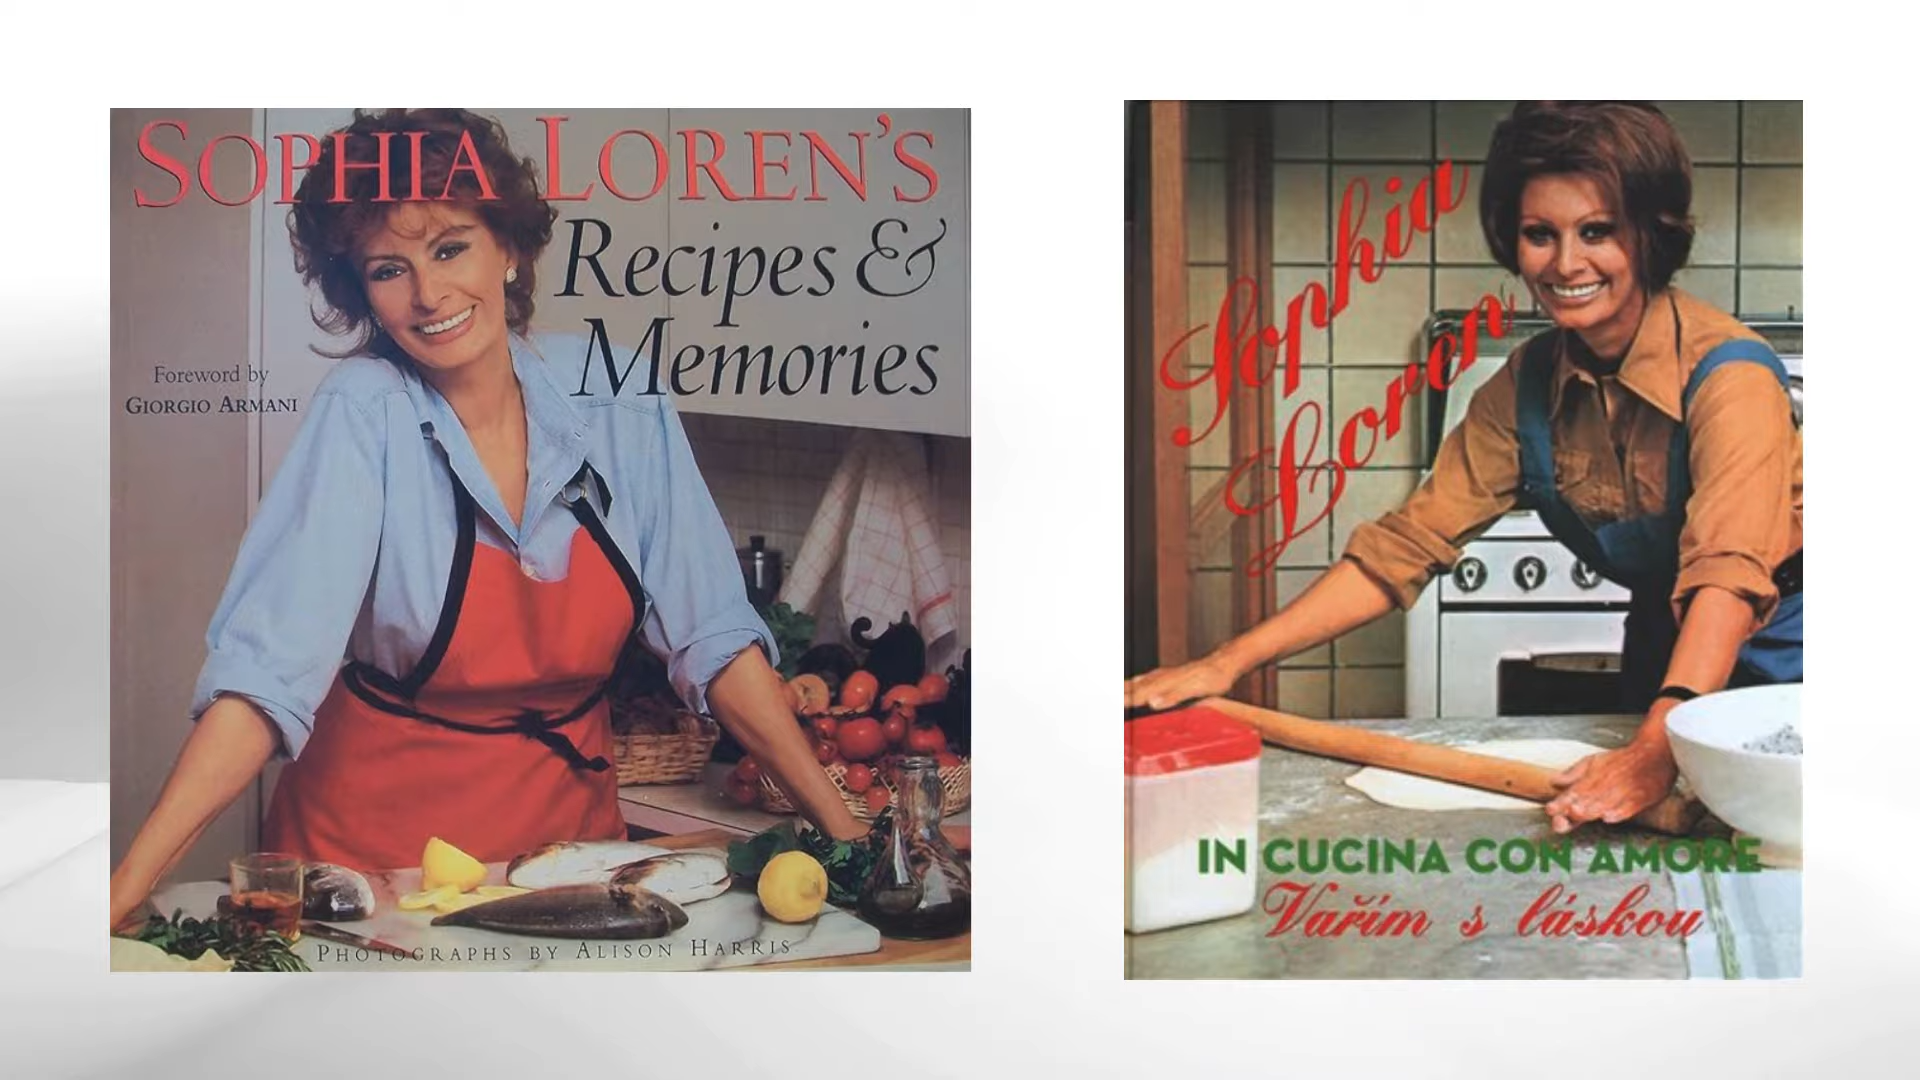 SOPHIA LOREN'S
Recipes &
Memories
Foreword by
GIORGIO ARMANI
PHOTOGRAPHS BY ALISON HARRIS
Sophia
Loren
IN CUCINA CON AMORE
Vařím s láskou